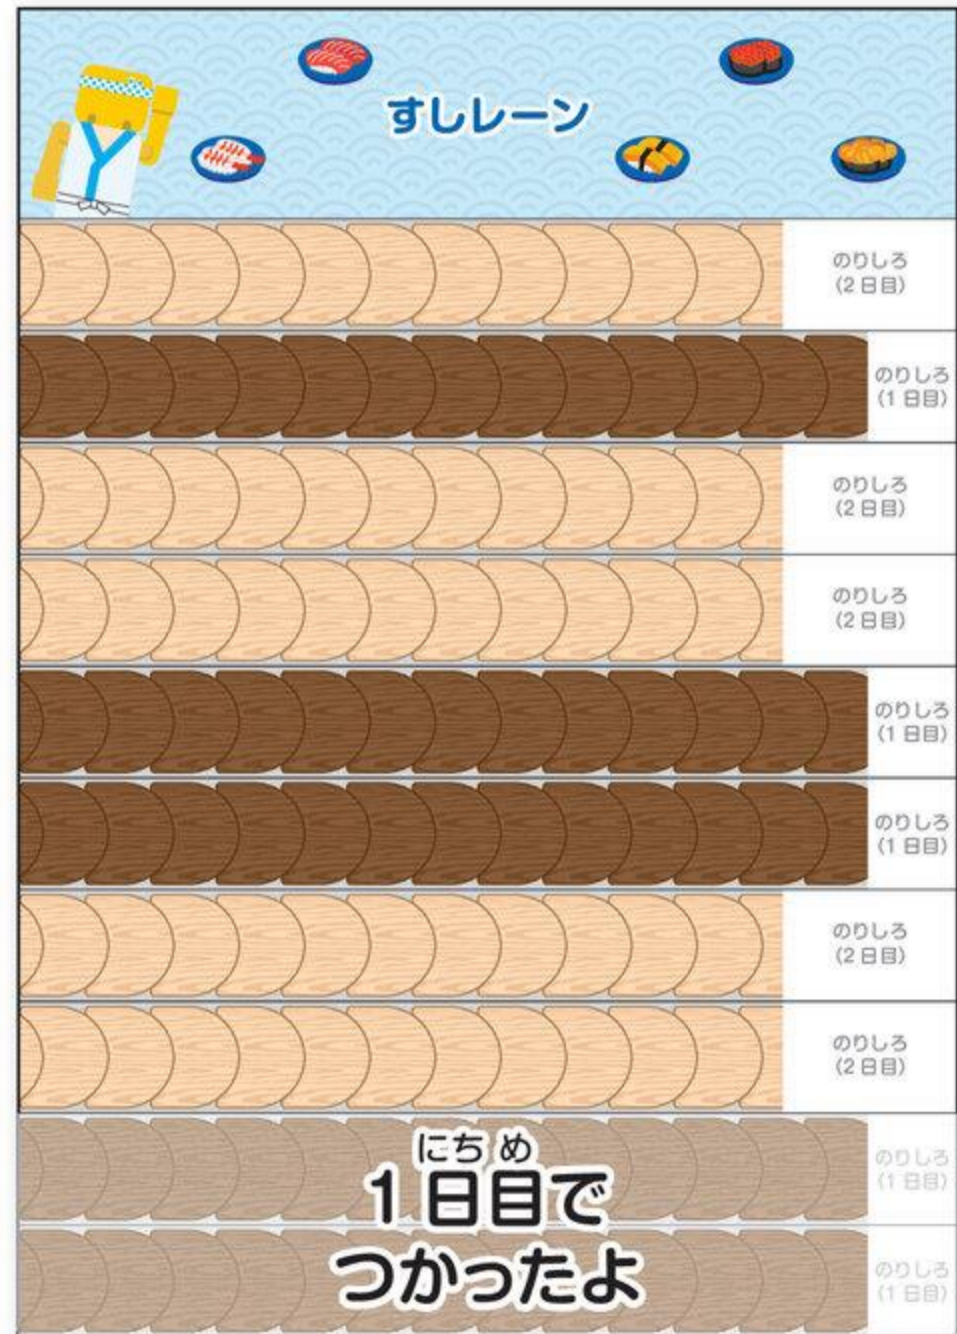 すしレーン
のりしろ
（2日目）
のりしろ
（1日目）
のりしろ
（2日目）
のりしろ
（2日目）
のりしろ
（1日目）
のりしろ
（1日目）
のりしろ
（2日目）
のりしろ
（2日目）
にちめ
1日目で
つかったよ
のりしろ
（1日目）
のりしろ
（1日目）